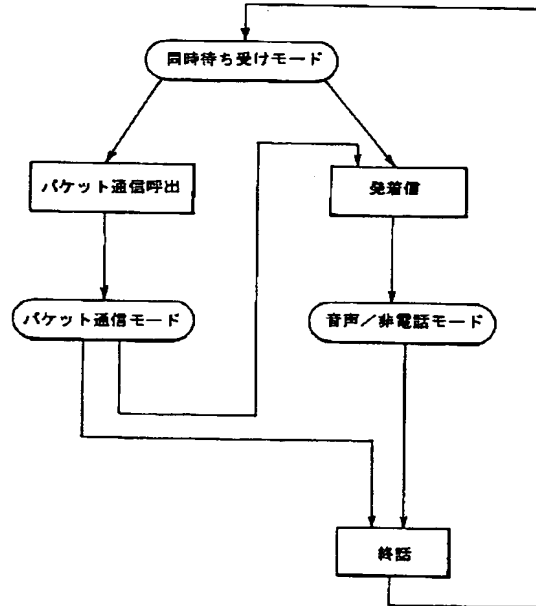 同時待ち受けモード
パケット通信呼出
発着信
パケット通信モード
音声／非電話モード
終話